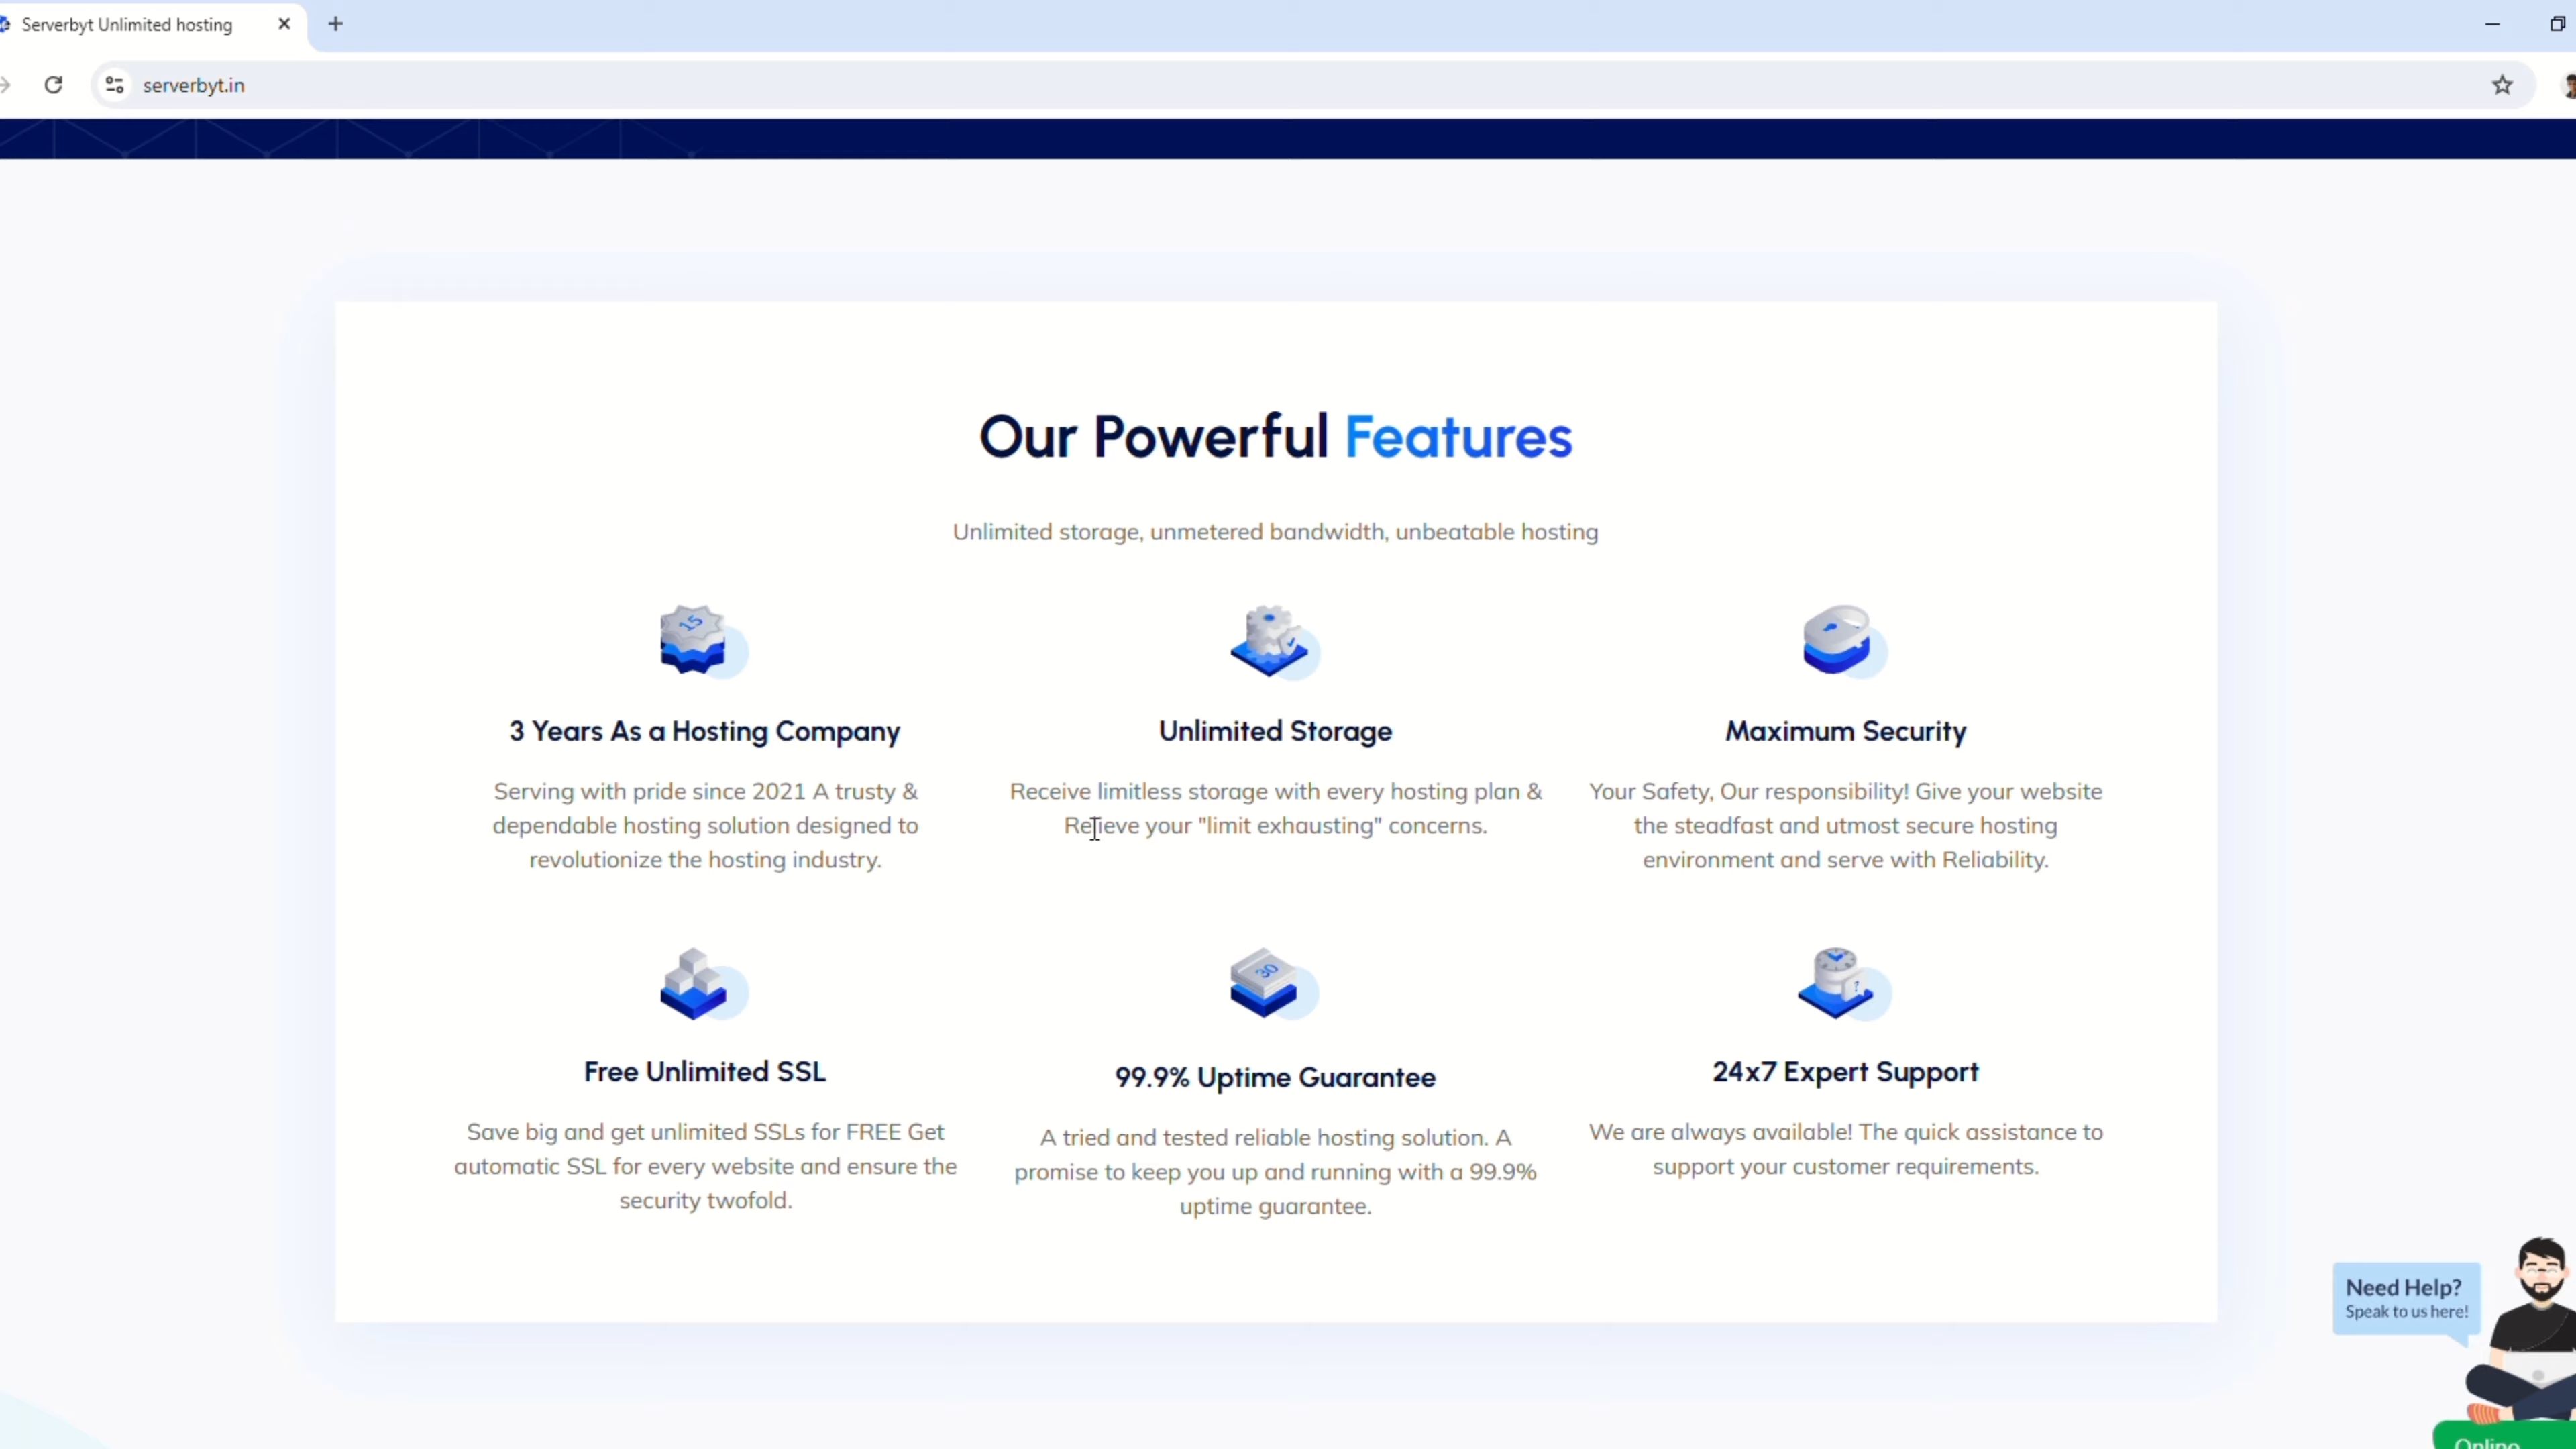 Serverbyt Unlimited hosting
serverbyt.in
Our Powerful Features
Unlimited storage, unmetered bandwidth, unbeatable hosting
15
3 Years As a Hosting Company
Serving with pride since 2021 A trusty &
dependable hosting solution designed to
revolutionize the hosting industry.
Unlimited Storage
Receive limitless storage with every hosting plan &
Relieve your "limit exhausting" concerns.
Maximum Security
Your Safety, Our responsibility! Give your website
the steadfast and utmost secure hosting
environment and serve with Reliability.
Free Unlimited SSL
Save big and get unlimited SSLs for FREE Get
automatic SSL for every website and ensure the
security twofold.
30
99.9% Uptime Guarantee
A tried and tested reliable hosting solution. A
promise to keep you up and running with a 99.9%
uptime guarantee.
?
24x7 Expert Support
We are always available! The quick assistance to
support your customer requirements.
Need Help?
Speak to us here!
Online